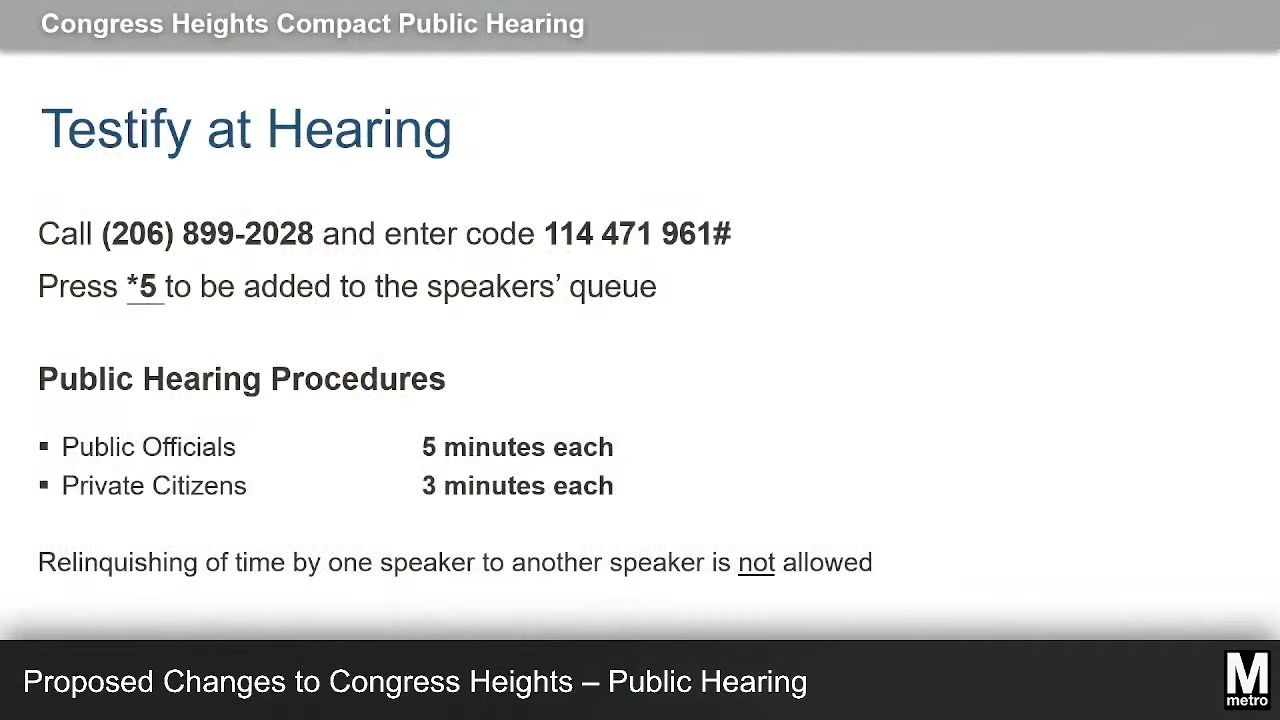 Congress Heights Compact Public Hearing
Testify at Hearing
Call (206) 899-2028 and enter code 114 471 961#
Press *5 to be added to the speakers’ queue
Public Hearing Procedures
▪ Public Officials 5 minutes each
▪ Private Citizens 3 minutes each
Relinquishing of time by one speaker to another speaker is not allowed
Proposed Changes to Congress Heights – Public Hearing
M
metro